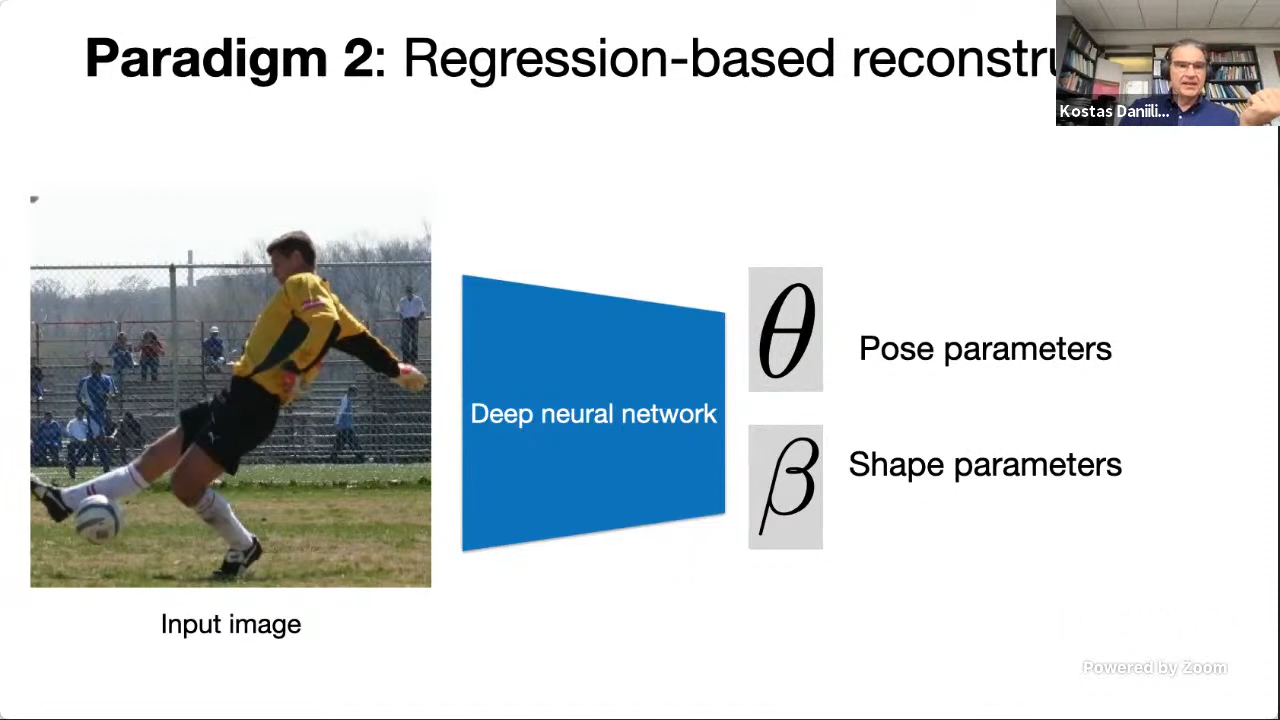 Paradigm 2: Regression-based reconstru
Kostas Daniili...
θ
Pose parameters
Deep neural network
β
Shape parameters
Input image
Powered by Zoom